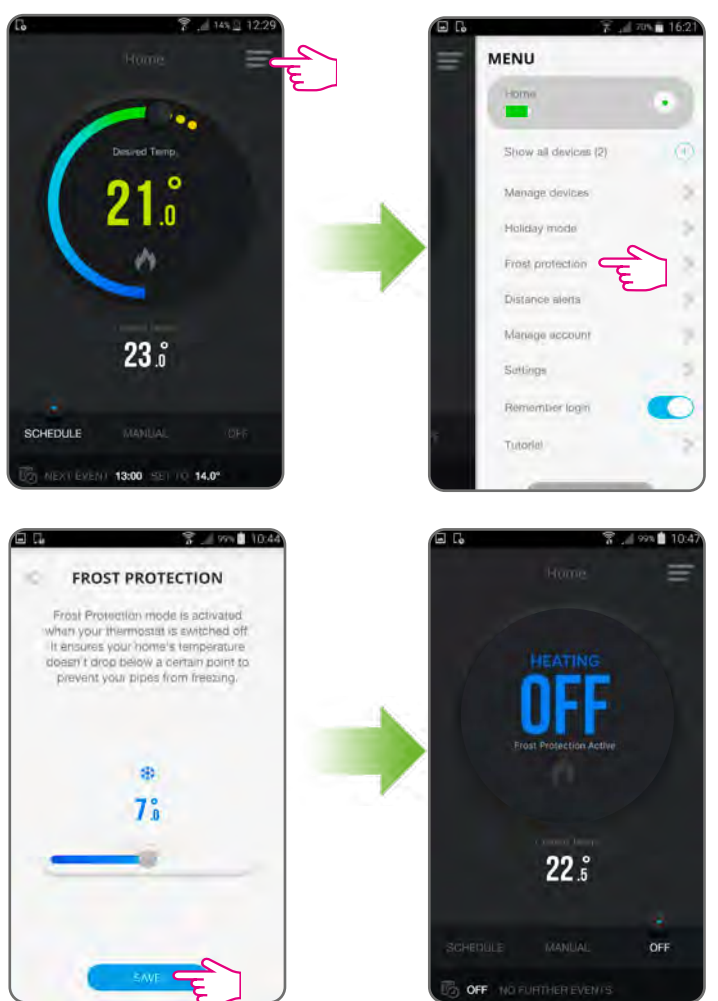 14% 12:29
Home
Desired Temp
21.0°
23.0°
SCHEDULE MANUAL OFF
NEXT EVENT 13:00 SET TO 14.0°
70% 16:21
MENU
Home
Show all devices (2)
Manage devices
Holiday mode
Frost protection
Distance alerts
Manage account
Settings
Remember login
Tutorial
99% 10:44
FROST PROTECTION
Frost Protection mode is activated
when your thermostat is switched off.
It ensures your home's temperature
doesn't drop below a certain point to
prevent your pipes from freezing.
7.0°
SAVE
99% 10:47
Home
HEATING
OFF
Frost Protection Active
22.5°
SCHEDULE MANUAL OFF
OFF NO FURTHER EVENTS